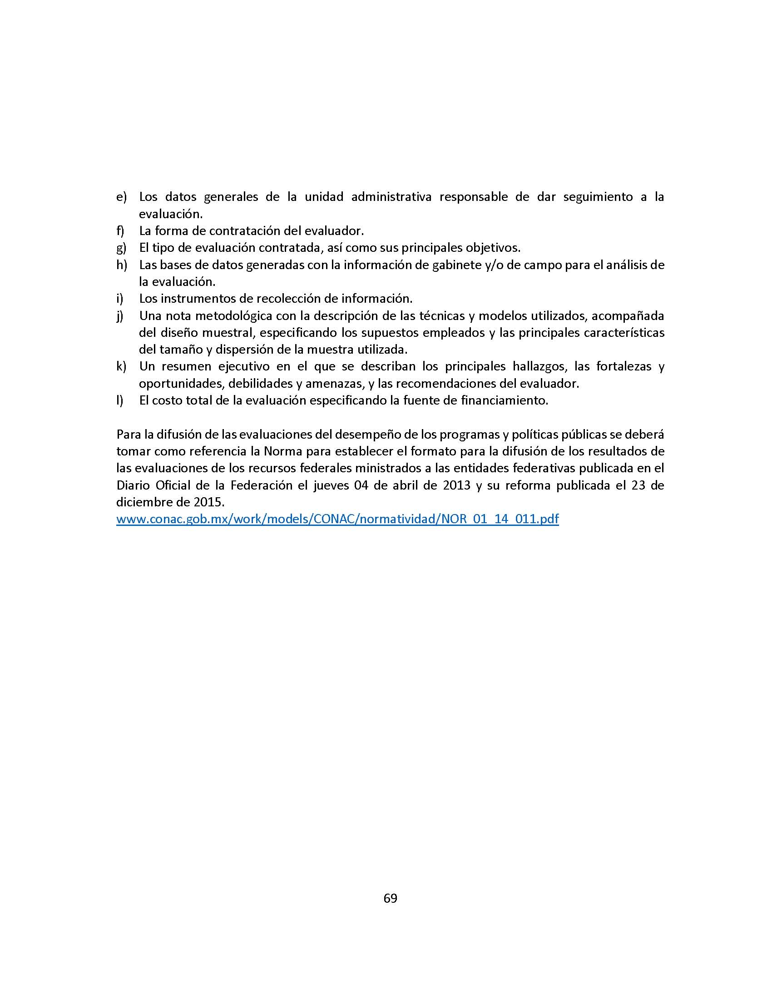 e) Los datos generales de la unidad administrativa responsable de dar seguimiento a la
evaluación.
f) La forma de contratación del evaluador.
g) El tipo de evaluación contratada, así como sus principales objetivos.
h) Las bases de datos generadas con la información de gabinete y/o de campo para el análisis de
la evaluación.
i) Los instrumentos de recolección de información.
j) Una nota metodológica con la descripción de las técnicas y modelos utilizados, acompañada
del diseño muestral, especificando los supuestos empleados y las principales características
del tamaño y dispersión de la muestra utilizada.
k) Un resumen ejecutivo en el que se describan los principales hallazgos, las fortalezas y
oportunidades, debilidades y amenazas, y las recomendaciones del evaluador.
l) El costo total de la evaluación especificando la fuente de financiamiento.
Para la difusión de las evaluaciones del desempeño de los programas y políticas públicas se deberá
tomar como referencia la Norma para establecer el formato para la difusión de los resultados de
las evaluaciones de los recursos federales ministrados a las entidades federativas publicada en el
Diario Oficial de la Federación el jueves 04 de abril de 2013 y su reforma publicada el 23 de
diciembre de 2015.
www.conac.gob.mx/work/models/CONAC/normatividad/NOR_01_14_011.pdf
69